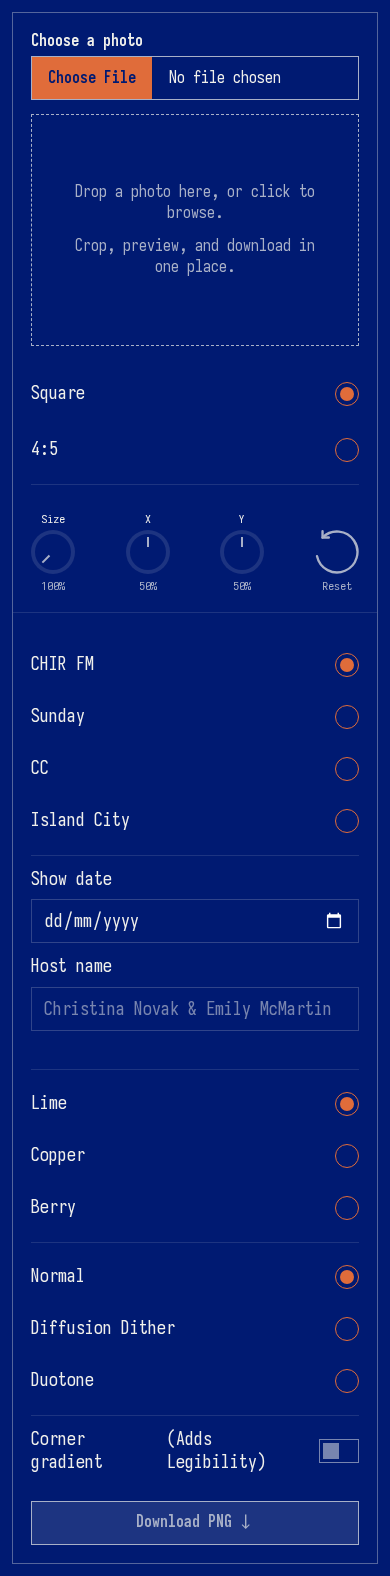 Choose a photo
Choose File No file chosen
Drop a photo here, or click to
browse.
Crop, preview, and download in
one place.
Square
4:5
Size X Y
100% 50% 50% Reset
CHIR FM
Sunday
CC
Island City
Show date
dd/mm/yyyy
Host name
Christina Novak & Emily McMartin
Lime
Copper
Berry
Normal
Diffusion Dither
Duotone
Corner (Adds
gradient Legibility)
Download PNG ↓